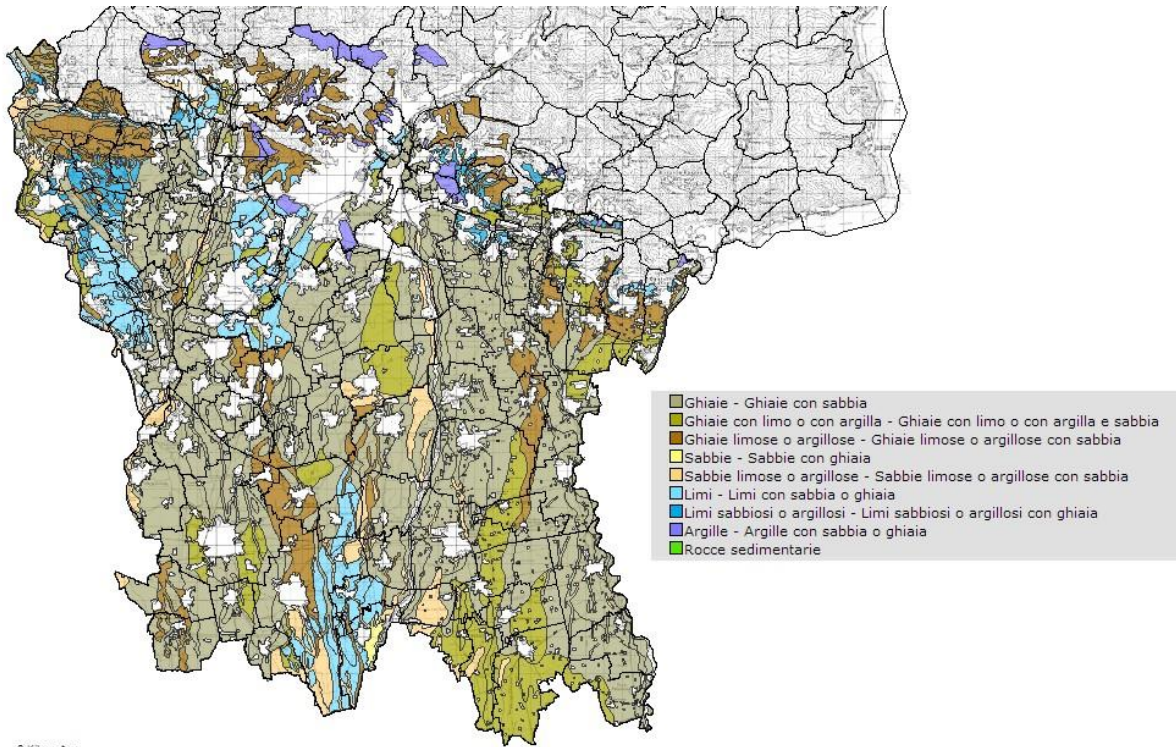 Ghiaie - Ghiaie con sabbia
Ghiaie con limo o con argilla - Ghiaie con limo o con argilla e sabbia
Ghiaie limose o argillose - Ghiaie limose o argillose con sabbia
Sabbie - Sabbie con ghiaia
Sabbie limose o argillose - Sabbie limose o argillose con sabbia
Limi - Limi con sabbia o ghiaia
Limi sabbiosi o argillosi - Limi sabbiosi o argillosi con ghiaia
Argille - Argille con sabbia o ghiaia
Rocce sedimentarie